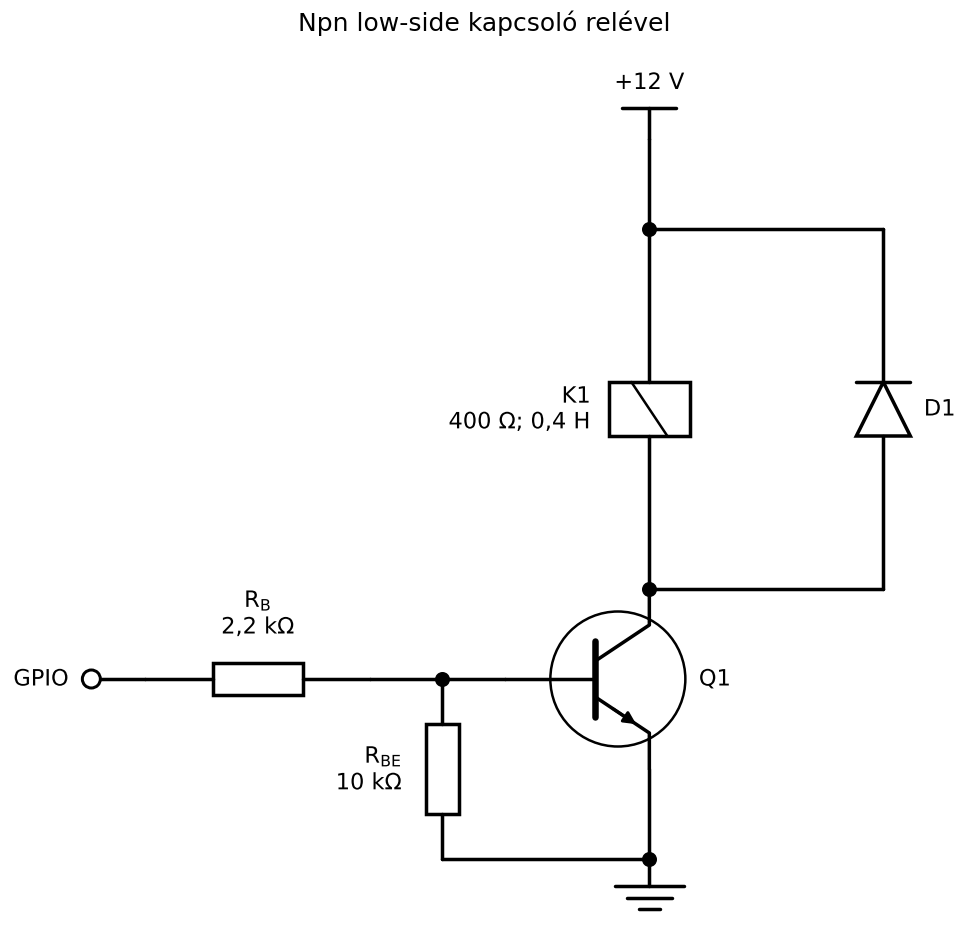 Npn low-side kapcsoló relével
+12 V
K1
400 Ω; 0,4 H
D1
R_B
2,2 kΩ
GPIO
Q1
R_BE
10 kΩ